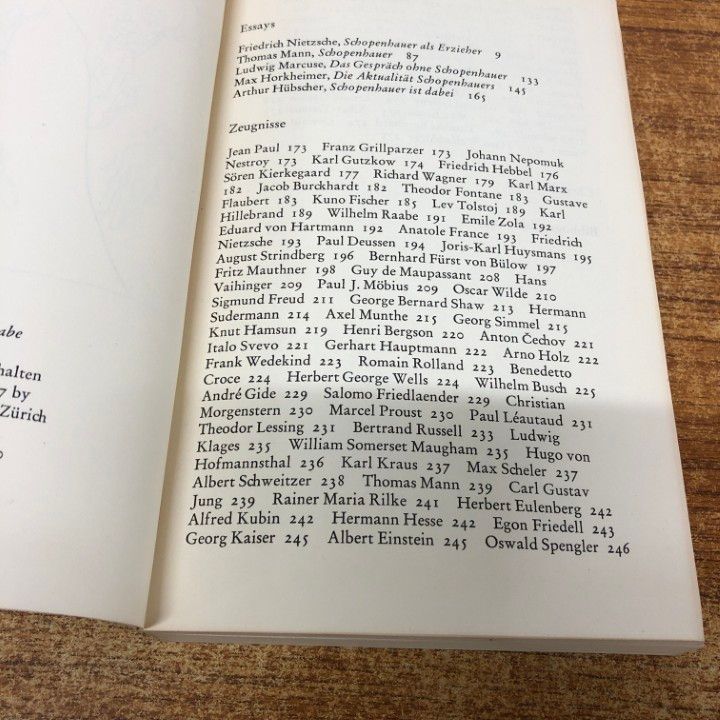 abe
halten
7 by
Zürich
Essays
Friedrich Nietzsche, Schopenhauer als Erzieher 9
Thomas Mann, Schopenhauer 87
Ludwig Marcuse, Das Gespräch ohne Schopenhauer 133
Max Horkheimer, Die Aktualität Schopenhauers 145
Arthur Hübscher, Schopenhauer ist dabei 165
Zeugnisse
Jean Paul 173 Franz Grillparzer 173 Johann Nepomuk
Nestroy 173 Karl Gutzkow 174 Friedrich Hebbel 176
Sören Kierkegaard 177 Richard Wagner 179 Karl Marx
182 Jacob Burckhardt 182 Theodor Fontane 183 Gustave
Flaubert 183 Kuno Fischer 185 Lev Tolstoj 189 Karl
Hillebrand 189 Wilhelm Raabe 191 Emile Zola 192
Eduard von Hartmann 192 Anatole France 193 Friedrich
Nietzsche 193 Paul Deussen 194 Joris-Karl Huysmans 195
August Strindberg 196 Bernhard Fürst von Bülow 197
Fritz Mauthner 198 Guy de Maupassant 208 Hans
Vaihinger 209 Paul J. Möbius 209 Oscar Wilde 210
Sigmund Freud 211 George Bernard Shaw 213 Hermann
Sudermann 214 Axel Munthe 215 Georg Simmel 215
Knut Hamsun 219 Henri Bergson 220 Anton Čechov 221
Italo Svevo 221 Gerhart Hauptmann 222 Arno Holz 222
Frank Wedekind 223 Romain Rolland 223 Benedetto
Croce 224 Herbert George Wells 224 Wilhelm Busch 225
André Gide 229 Salomo Friedlaender 229 Christian
Morgenstern 230 Marcel Proust 230 Paul Léautaud 231
Theodor Lessing 231 Bertrand Russell 233 Ludwig
Klages 235 William Somerset Maugham 235 Hugo von
Hofmannsthal 236 Karl Kraus 237 Max Scheler 237
Albert Schweitzer 238 Thomas Mann 239 Carl Gustav
Jung 239 Rainer Maria Rilke 241 Herbert Eulenberg 242
Alfred Kubin 242 Hermann Hesse 242 Egon Friedell 243
Georg Kaiser 245 Albert Einstein 245 Oswald Spengler 246